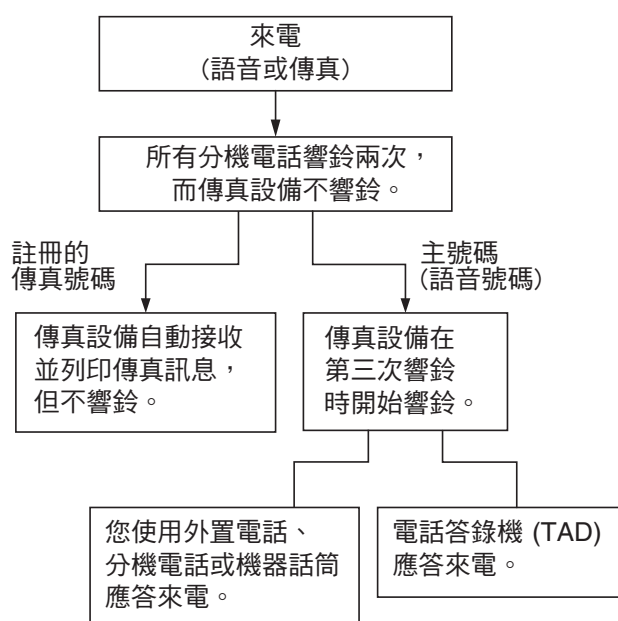 來電
(語音或傳真)
所有分機電話響鈴兩次，
而傳真設備不響鈴。
註冊的
傳真號碼
主號碼
(語音號碼)
傳真設備自動接收
並列印傳真訊息，
但不響鈴。
傳真設備在
第三次響鈴
時開始響鈴。
您使用外置電話、
分機電話或機器話筒
應答來電。
電話答錄機 (TAD)
應答來電。